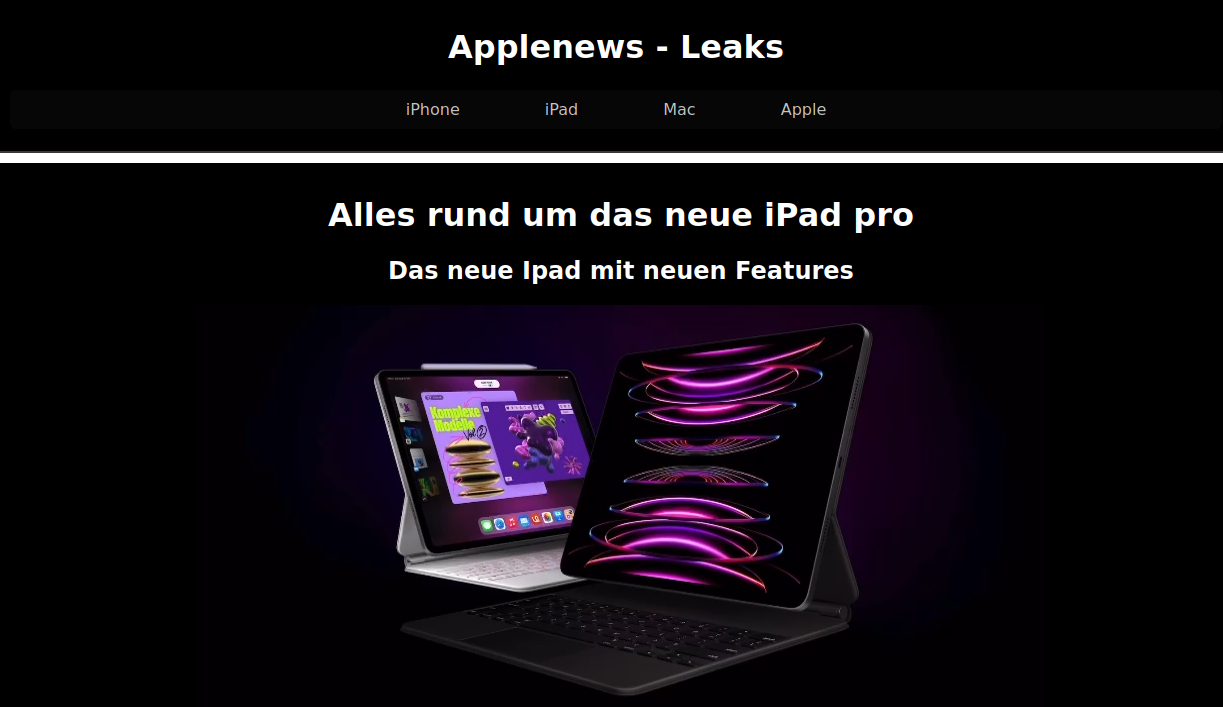 Applenews - Leaks
iPhone iPad Mac Apple
Alles rund um das neue iPad pro
Das neue Ipad mit neuen Features
Komplexe
Modelle